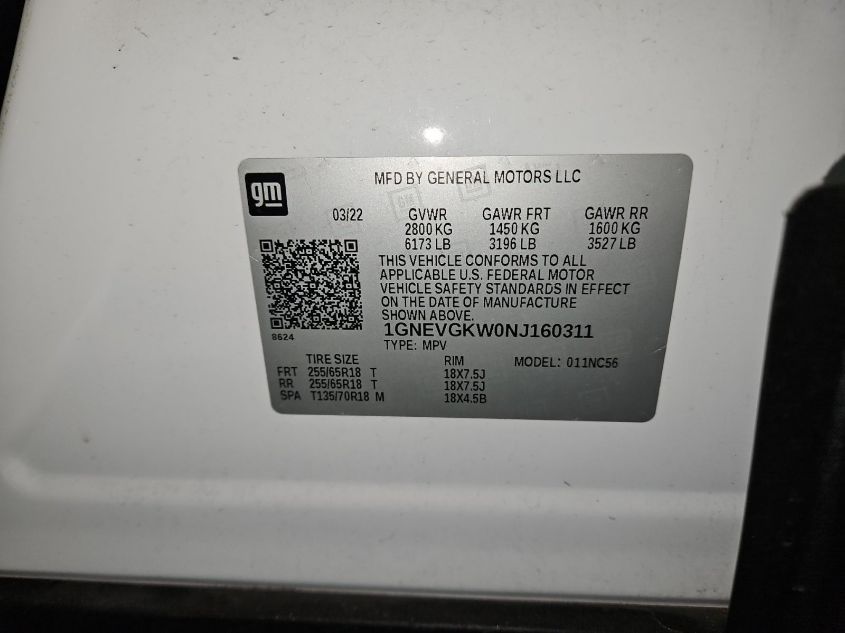 gm
MFD BY GENERAL MOTORS LLC
03/22 GVWR GAWR FRT GAWR RR
2800 KG 1450 KG 1600 KG
6173 LB 3196 LB 3527 LB
THIS VEHICLE CONFORMS TO ALL
APPLICABLE U.S. FEDERAL MOTOR
VEHICLE SAFETY STANDARDS IN EFFECT
ON THE DATE OF MANUFACTURE
SHOWN ABOVE.
8624
1GNEVGKW0NJ160311
TYPE: MPV
TIRE SIZE RIM MODEL: 011NC56
FRT 255/65R18 T 18X7.5J
RR 255/65R18 T 18X7.5J
SPA T135/70R18 M 18X4.5B